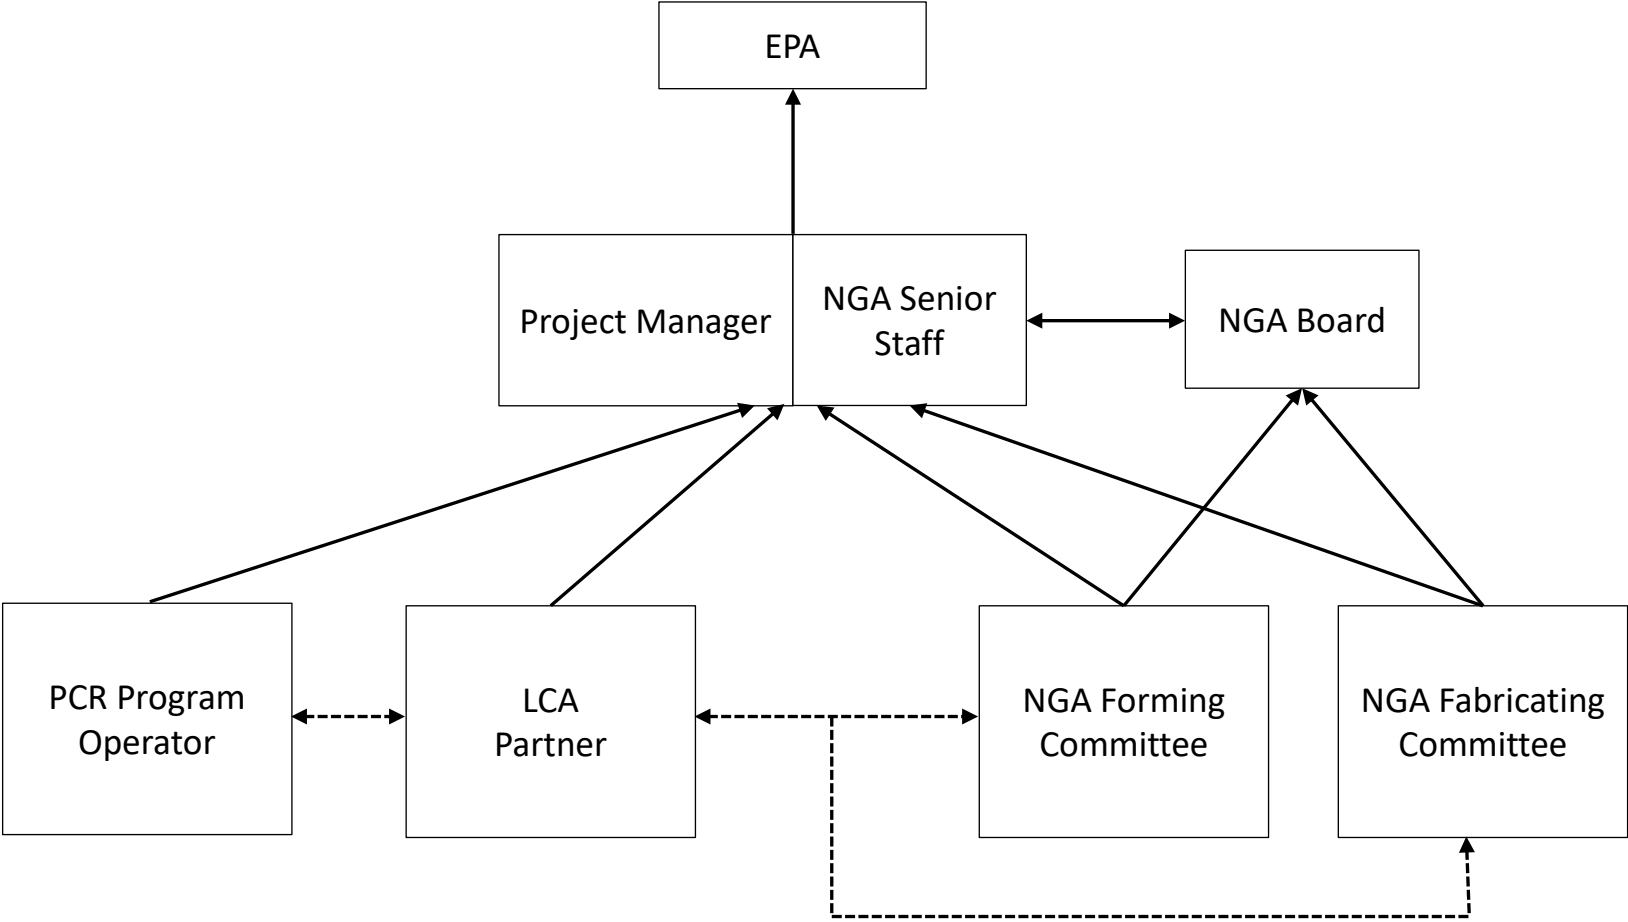 EPA
Project Manager
NGA Senior
Staff
NGA Board
PCR Program
Operator
LCA
Partner
NGA Forming
Committee
NGA Fabricating
Committee